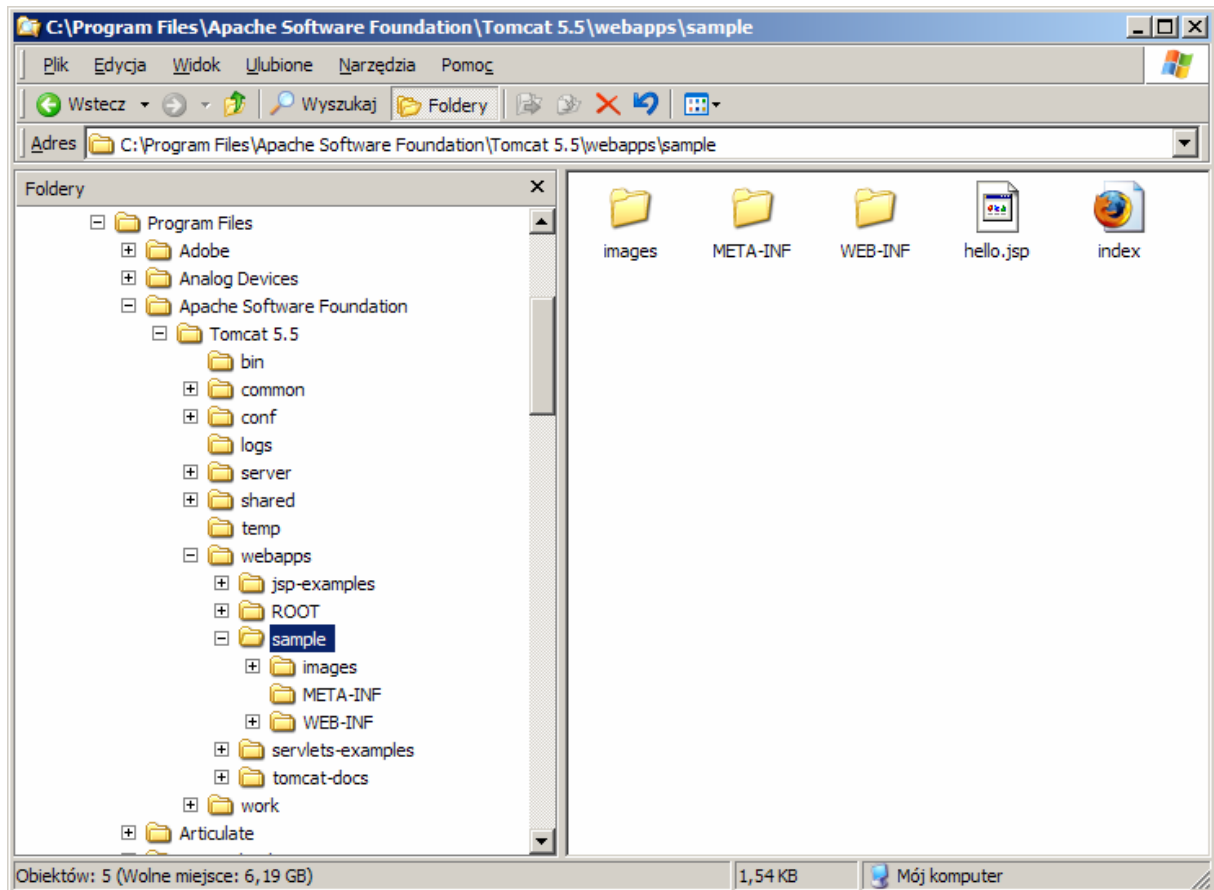 C:\Program Files\Apache Software Foundation\Tomcat 5.5\webapps\sample
Plik Edycja Widok Ulubione Narzędzia Pomoc
Wstecz Wyszukaj Foldery
Adres C:\Program Files\Apache Software Foundation\Tomcat 5.5\webapps\sample
Foldery
Program Files
Adobe
Analog Devices
Apache Software Foundation
Tomcat 5.5
bin
common
conf
logs
server
shared
temp
webapps
jsp-examples
ROOT
sample
images
META-INF
WEB-INF
servlets-examples
tomcat-docs
work
Articulate
images META-INF WEB-INF hello.jsp index
Obiektów: 5 (Wolne miejsce: 6,19 GB) 1,54 KB Mój komputer